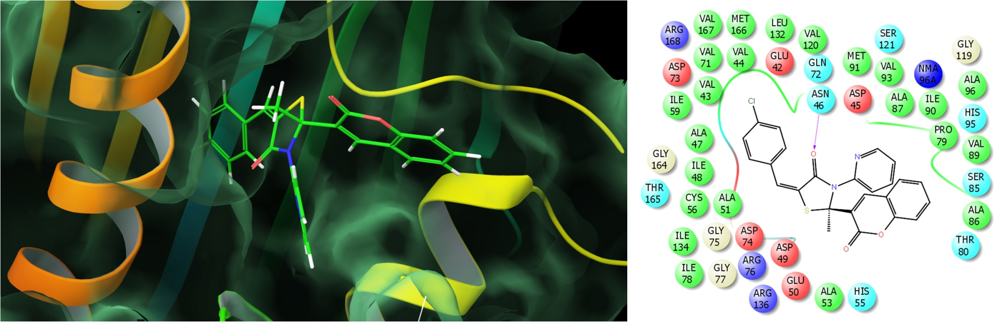 ARG
168
VAL
167
MET
166
LEU
132
VAL
120
SER
121
GLY
119
ASP
73
VAL
71
VAL
44
GLU
42
GLN
72
MET
91
VAL
93
NMA
96A
ALA
96
ILE
59
VAL
43
ASN
46
ASP
45
ALA
87
ILE
90
HIS
95
Cl
ALA
47
PRO
79
VAL
89
GLY
164
ILE
48
O
N
SER
85
THR
165
CYS
56
ALA
51
N
S
ALA
86
ILE
134
GLY
75
ASP
74
ASP
49
O
O
THR
80
ILE
78
GLY
77
ARG
76
ARG
136
GLU
50
ALA
53
HIS
55